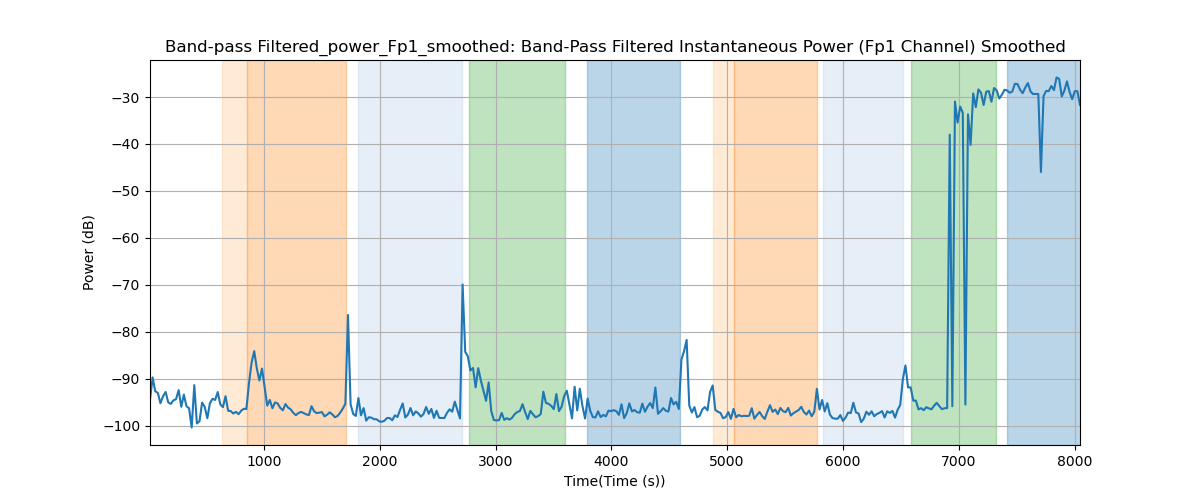 Band-pass Filtered_power_Fp1_smoothed: Band-Pass Filtered Instantaneous Power (Fp1 Channel) Smoothed
−30
−40
−50
−60
−70
−80
−90
−100
Power (dB)
1000 2000 3000 4000 5000 6000 7000 8000
Time(Time (s))